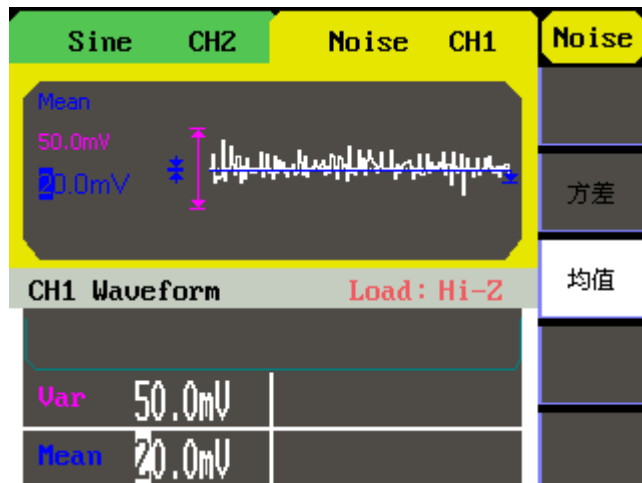 Sine CH2 Noise CH1 Noise
Mean
50.0mV
20.0mV
方差
均值
CH1 Waveform Load: Hi-Z
Var 50.0mV
Mean 20.0mV